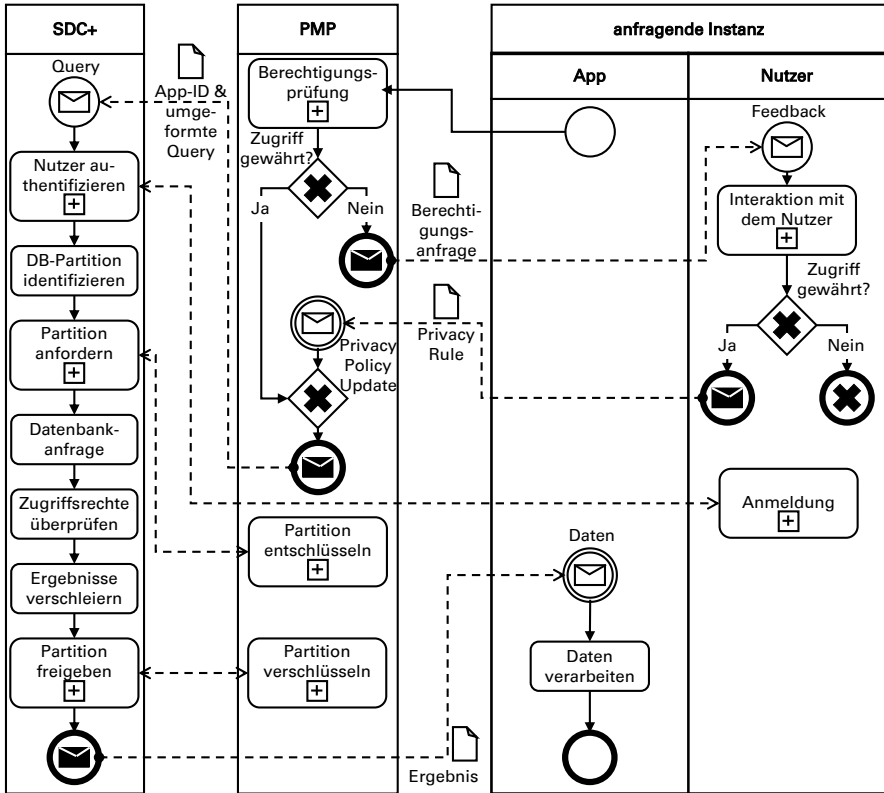 SDC+
PMP
anfragende Instanz
App
Nutzer
Query
Nutzer au-
thentifizieren
DB-Partition
identifizieren
Partition
anfordern
Datenbank-
anfrage
Zugriffsrechte
überprüfen
Ergebnisse
verschleiern
Partition
freigeben
App-ID &
umge-
formte
Query
Berechtigungs-
prüfung
Zugriff
gewährt?
Ja
Nein
Privacy
Policy
Update
Partition
entschlüsseln
Partition
verschlüsseln
Berechti-
gungs-
anfrage
Privacy
Rule
Ergebnis
Daten
Daten
verarbeiten
Feedback
Interaktion mit
dem Nutzer
Zugriff
gewährt?
Ja
Nein
Anmeldung